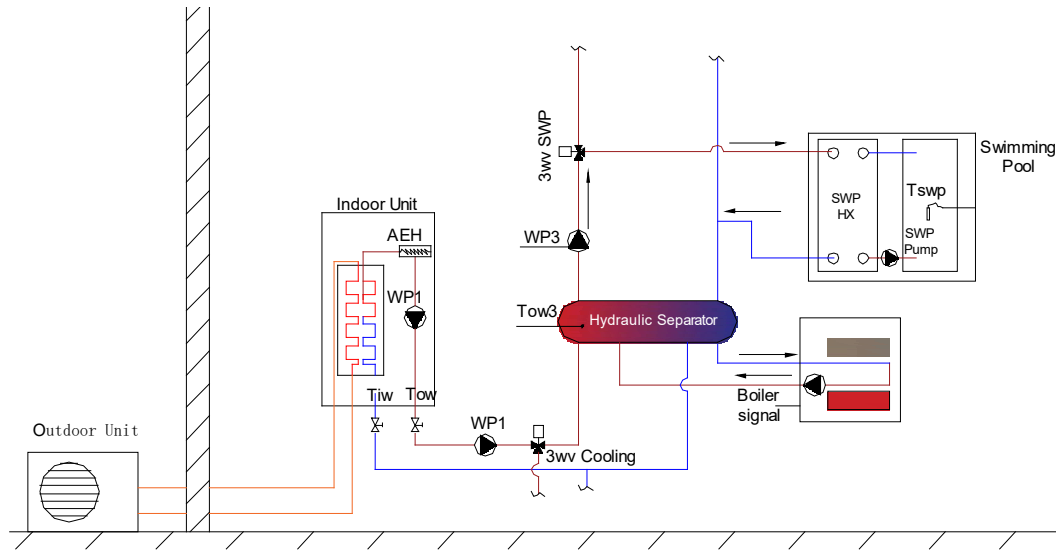 3wv SWP
Swimming
Pool
Tswp
SWP
HX
SWP
Pump
Indoor Unit
AEH
WP3
WP1
Tow3
Hydraulic Separator
Boiler
signal
Tiw
Tow
WP1
3wv Cooling
Outdoor Unit